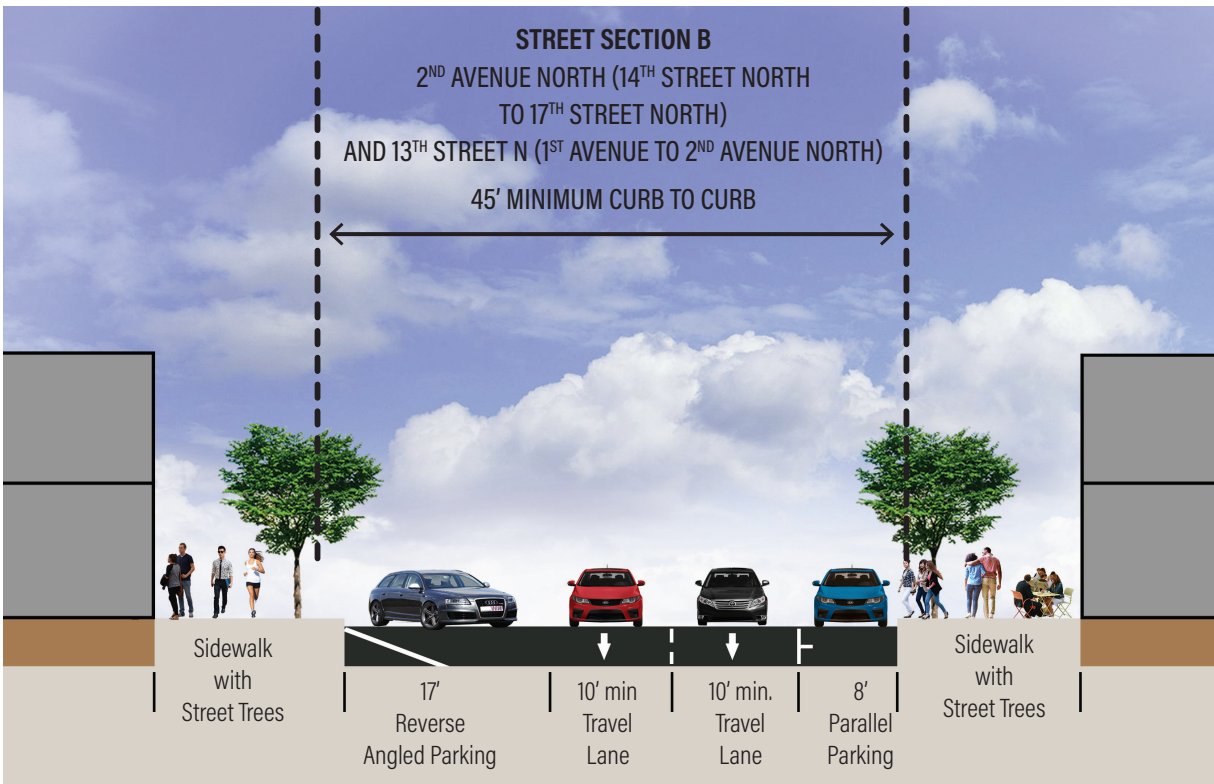 STREET SECTION B
2ND AVENUE NORTH (14TH STREET NORTH
TO 17TH STREET NORTH)
AND 13TH STREET N (1ST AVENUE TO 2ND AVENUE NORTH)
45’ MINIMUM CURB TO CURB
Sidewalk
with
Street Trees
17’
Reverse
Angled Parking
10’ min
Travel
Lane
10’ min.
Travel
Lane
8’
Parallel
Parking
Sidewalk
with
Street Trees